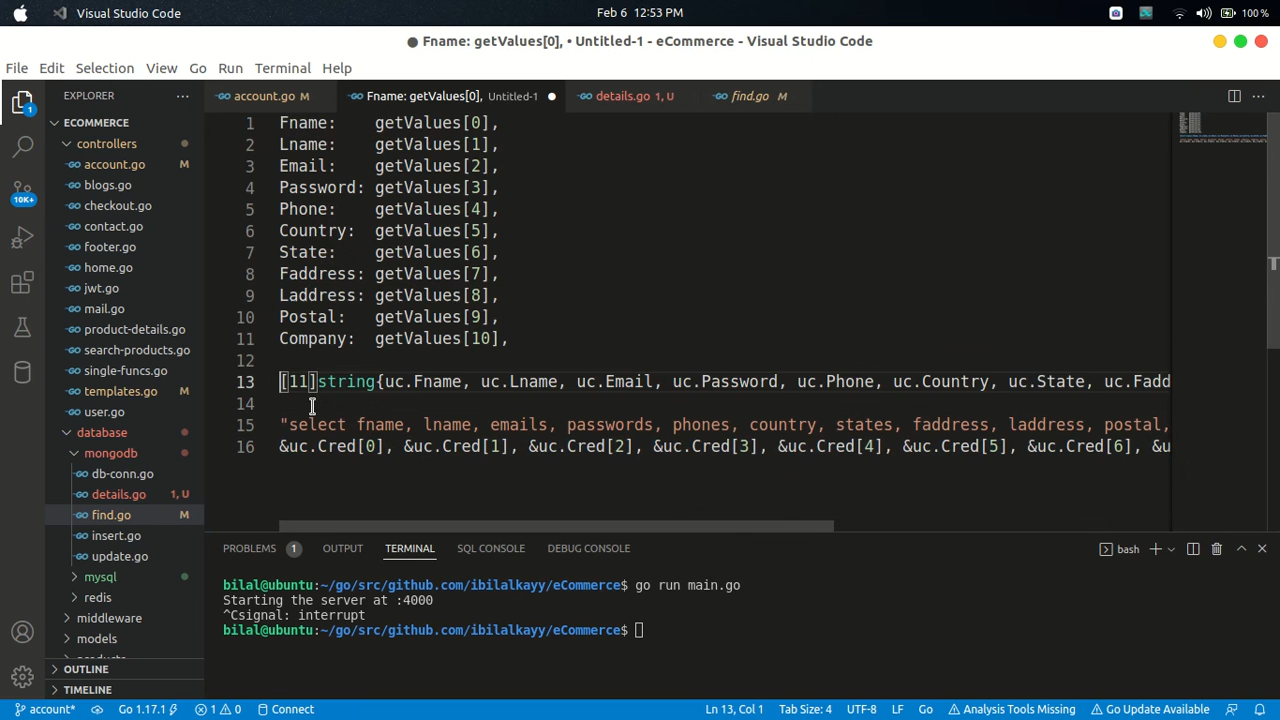 Visual Studio Code
Feb 6 12:53 PM
100 %
● Fname: getValues[0], • Untitled-1 - eCommerce - Visual Studio Code
File Edit Selection View Go Run Terminal Help
EXPLORER
account.go M
Fname: getValues[0], Untitled-1
details.go 1, U
find.go M
ECOMMERCE
controllers
account.go M
blogs.go
checkout.go
contact.go
footer.go
home.go
jwt.go
mail.go
product-details.go
search-products.go
single-services.go
templates.go
user.go
database
mongodb
db-conn.go
details.go 1, U
find.go M
insert.go
update.go
mysql
redis
middleware
models
products
OUTLINE
TIMELINE
1
10K+
1 Fname: getValues[0],
2 Lname: getValues[1],
3 Email: getValues[2],
4 Password: getValues[3],
5 Phone: getValues[4],
6 Country: getValues[5],
7 State: getValues[6],
8 Faddress: getValues[7],
9 Laddress: getValues[8],
10 Postal: getValues[9],
11 Company: getValues[10],
12
13 [11]string{uc.Fname, uc.Lname, uc.Email, uc.Password, uc.Phone, uc.Country, uc.State, uc.Fadd
14
15 "select fname, lname, emails, passwords, phones, country, states, faddress, laddress, postal,
16 &uc.Cred[0], &uc.Cred[1], &uc.Cred[2], &uc.Cred[3], &uc.Cred[4], &uc.Cred[5], &uc.Cred[6], &u
PROBLEMS 1 OUTPUT TERMINAL SQL CONSOLE DEBUG CONSOLE
bash
bilal@ubuntu:~/go/src/github.com/ibilalkayy/eCommerce$ go run main.go
Starting the server at :4000
^Csignal: interrupt
bilal@ubuntu:~/go/src/github.com/ibilalkayy/eCommerce$
account* Go 1.17.1 1 0 Connect
Ln 13, Col 1 Tab Size: 4 UTF-8 LF Go Analysis Tools Missing Go Update Available